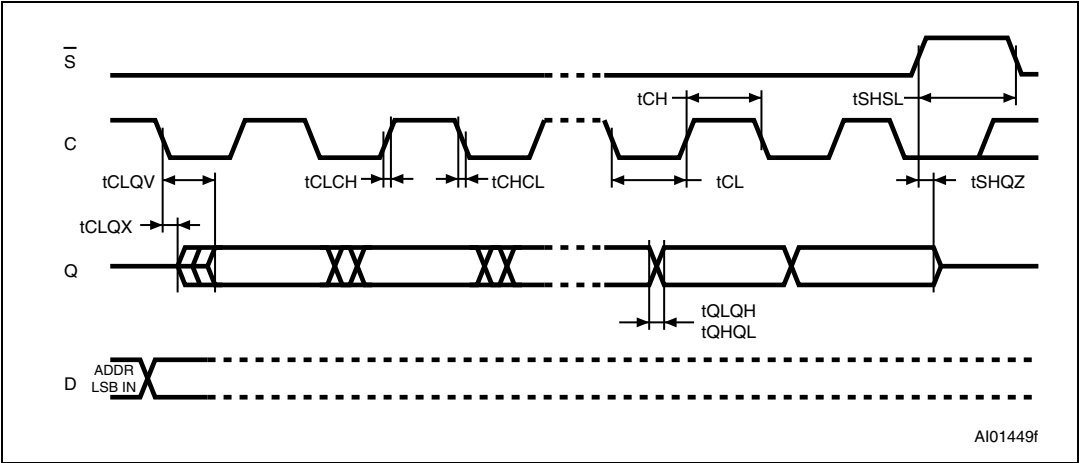 S
tCH
tSHSL
C
tCLQV
tCLCH
tCHCL
tCL
tSHQZ
tCLQX
Q
tQLQH
tQHQL
D
ADDR
LSB IN
AI01449f